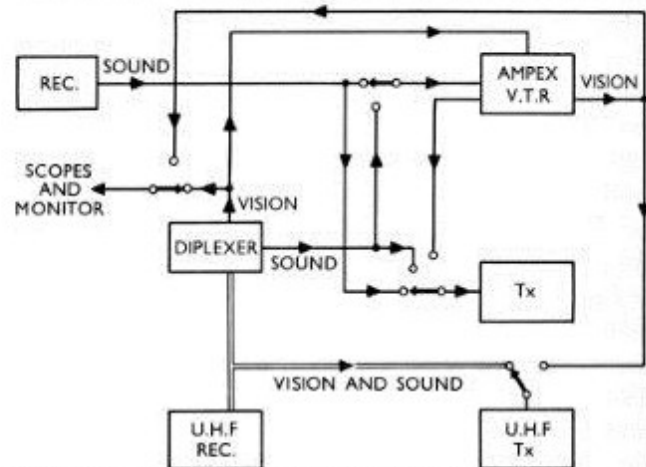 SOUND
REC.
AMPEX
V.T.R
VISION
SCOPES
AND
MONITOR
VISION
DIPLEXER
SOUND
Tx
VISION AND SOUND
U.H.F
REC.
U.H.F
Tx